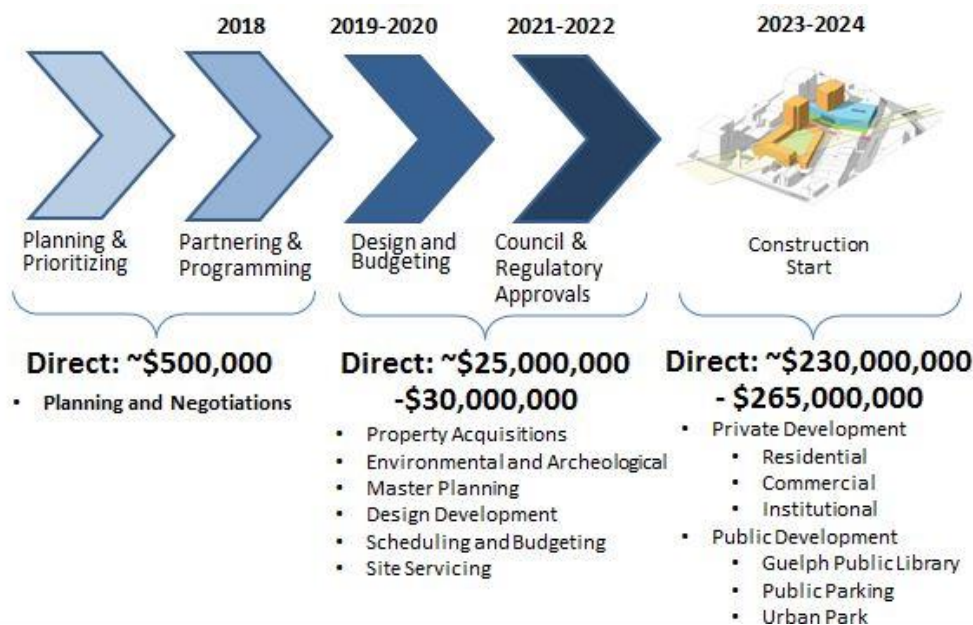 2018
2019-2020
2021-2022
2023-2024
Planning &
Prioritizing
Partnering &
Programming
Design and
Budgeting
Council &
Regulatory
Approvals
Construction
Start
Direct: ~$500,000
• Planning and Negotiations
Direct: ~$25,000,000
-$30,000,000
• Property Acquisitions
• Environmental and Archeological
• Master Planning
• Design Development
• Scheduling and Budgeting
• Site Servicing
Direct: ~$230,000,000
- $265,000,000
• Private Development
• Residential
• Commercial
• Institutional
• Public Development
• Guelph Public Library
• Public Parking
• Urban Park